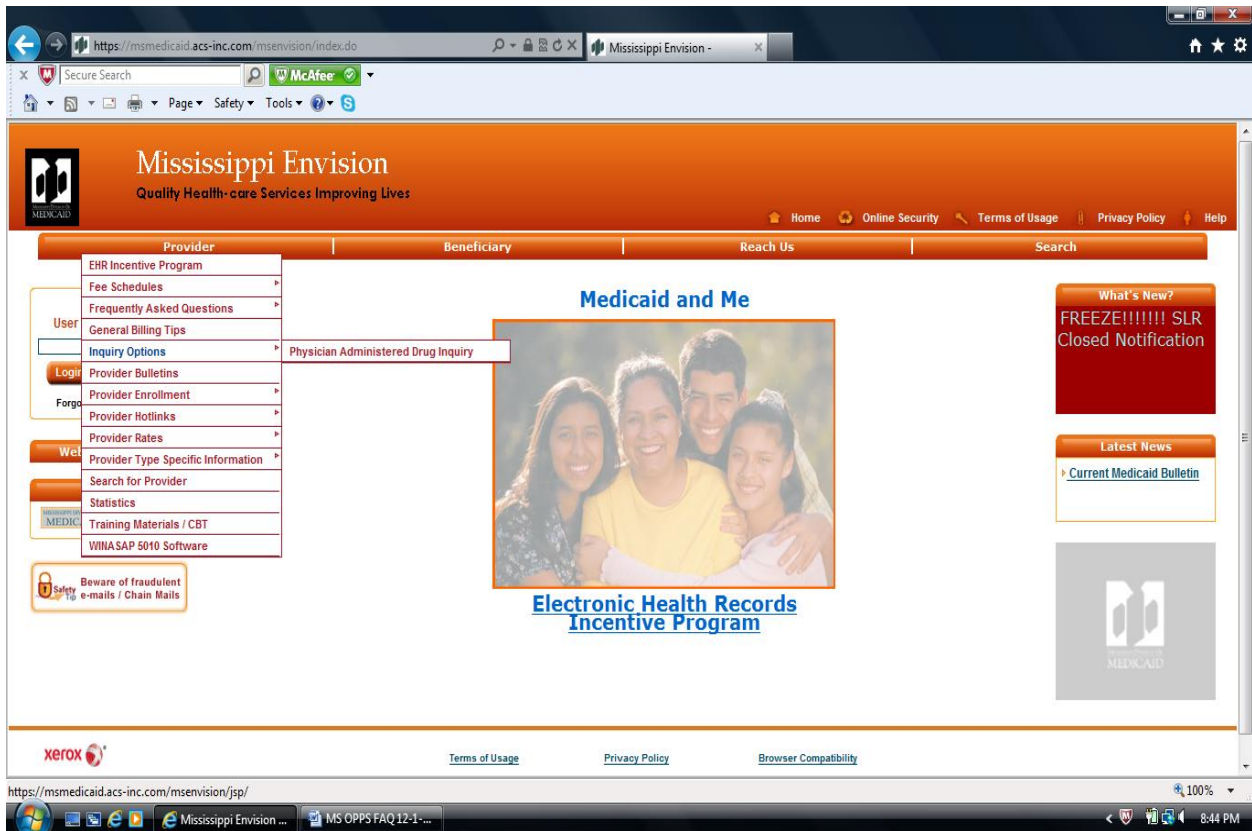 https://msmedicaid.acs-inc.com/msenvision/index.do
Mississippi Envision -
x Secure Search McAfee
Page Safety Tools
Mississippi Envision
Quality Health-care Services Improving Lives
MEDICAID
Home Online Security Terms of Usage Privacy Policy Help
Provider Beneficiary Reach Us Search
EHR Incentive Program
Fee Schedules
Frequently Asked Questions
General Billing Tips
Inquiry Options
Physician Administered Drug Inquiry
Provider Bulletins
Provider Enrollment
Provider Hotlinks
Provider Rates
Provider Type Specific Information
Search for Provider
Statistics
Training Materials / CBT
WINASAP 5010 Software
User
Login
Forgo
Web
MEDIC
Safety Tip
Beware of fraudulent
e-mails / Chain Mails
Medicaid and Me
Electronic Health Records
Incentive Program
What's New?
FREEZE!!!!!!! SLR
Closed Notification
Latest News
Current Medicaid Bulletin
MEDICAID
xerox
Terms of Usage Privacy Policy Browser Compatibility
https://msmedicaid.acs-inc.com/msenvision/jsp/
100%
Mississippi Envision ... MS OPPS FAQ 12-1-... 8:44 PM